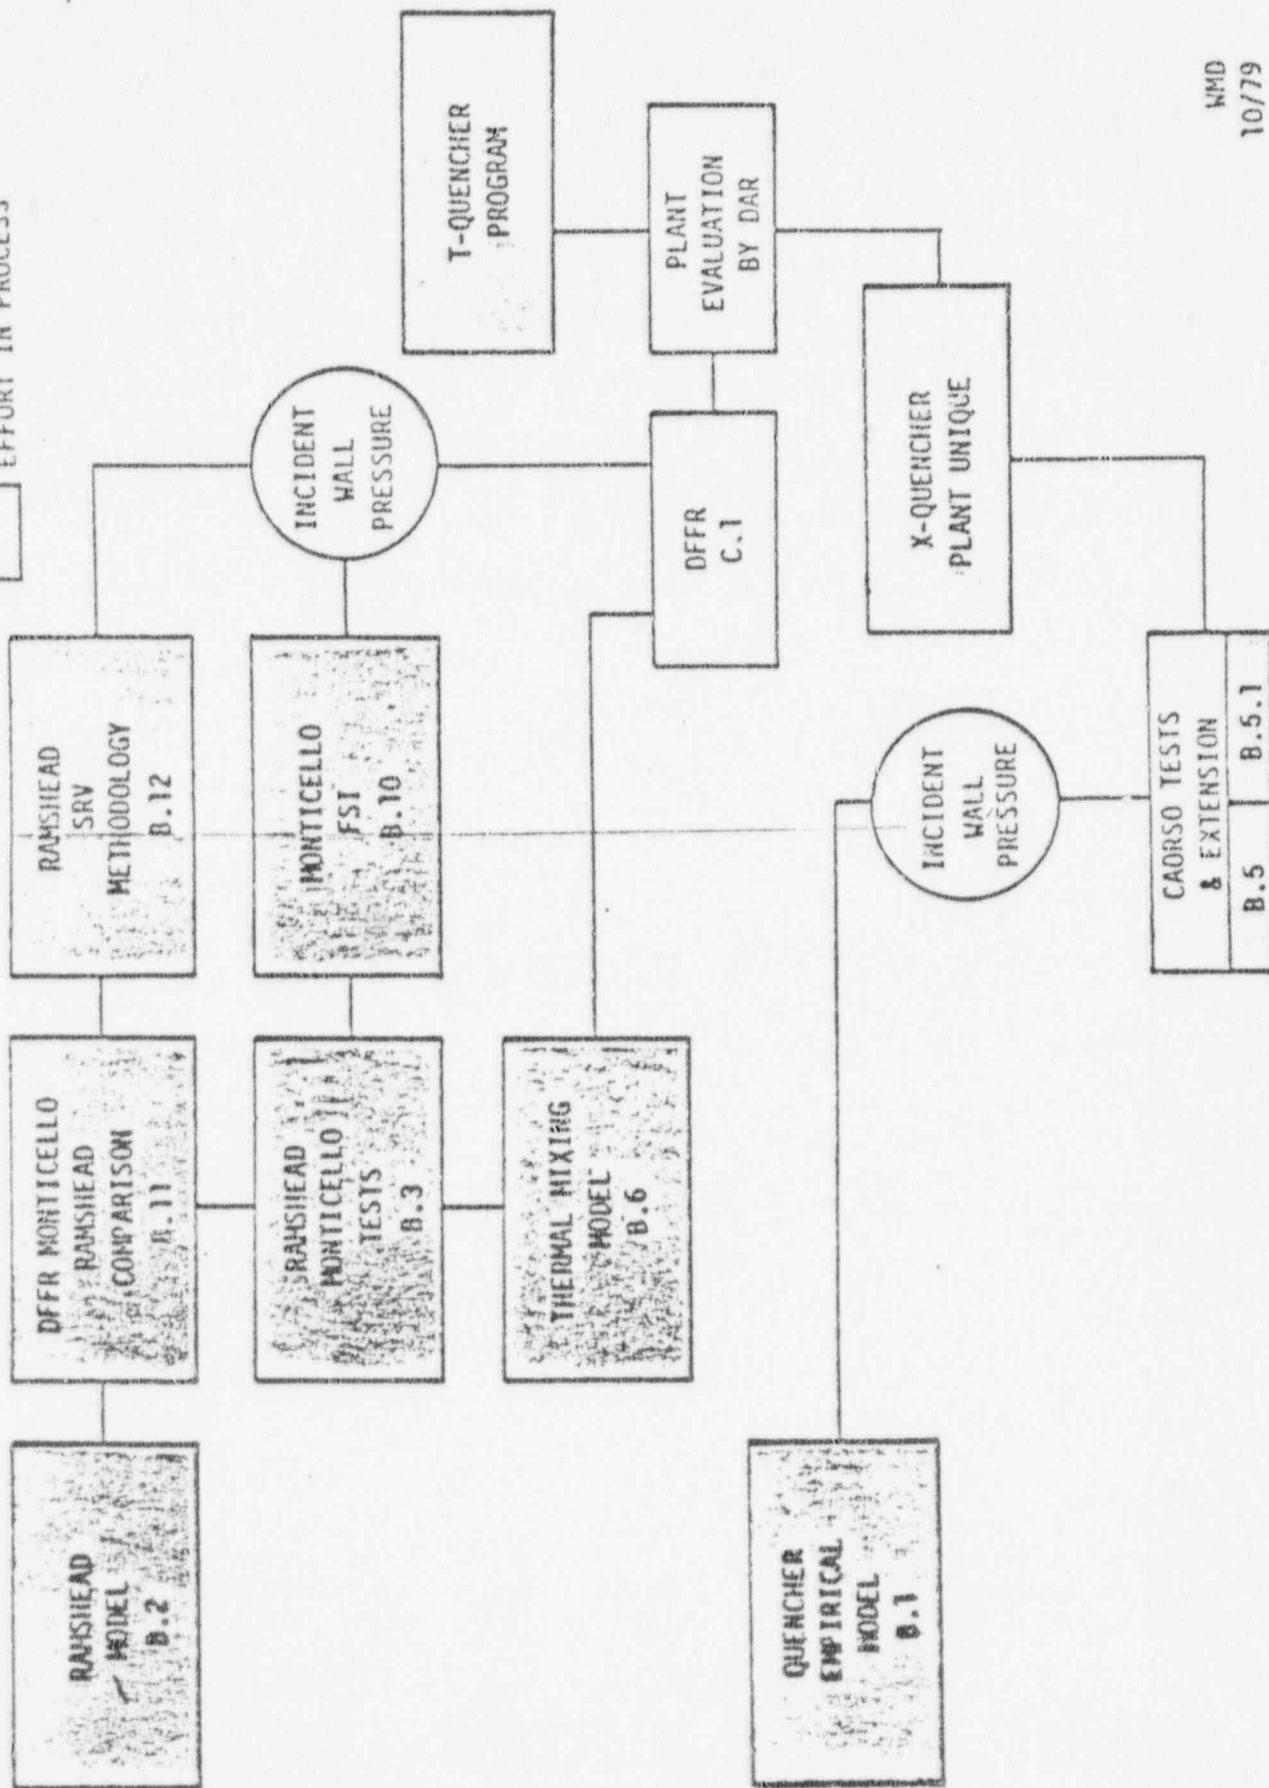 EFFORT IN PROCESS
RAMSHEAD
MODEL
B.2
DFFR MONTICELLO
RAMSHEAD
COMPARISON
B.11
RAMSHEAD
SRV
METHODOLOGY
B.12
RAMSHEAD
MONTICELLO
TESTS
B.3
MONTICELLO
FSI
B.10
INCIDENT
WALL
PRESSURE
T-QUENCHER
PROGRAM
THERMAL MIXING
MODEL
B.6
DFFR
C.1
PLANT
EVALUATION
BY DAR
QUENCHER
EMPIRICAL
MODEL
B.1
INCIDENT
WALL
PRESSURE
X-QUENCHER
PLANT UNIQUE
CAORSO TESTS
& EXTENSION
B.5
B.5.1
WMD
10/79